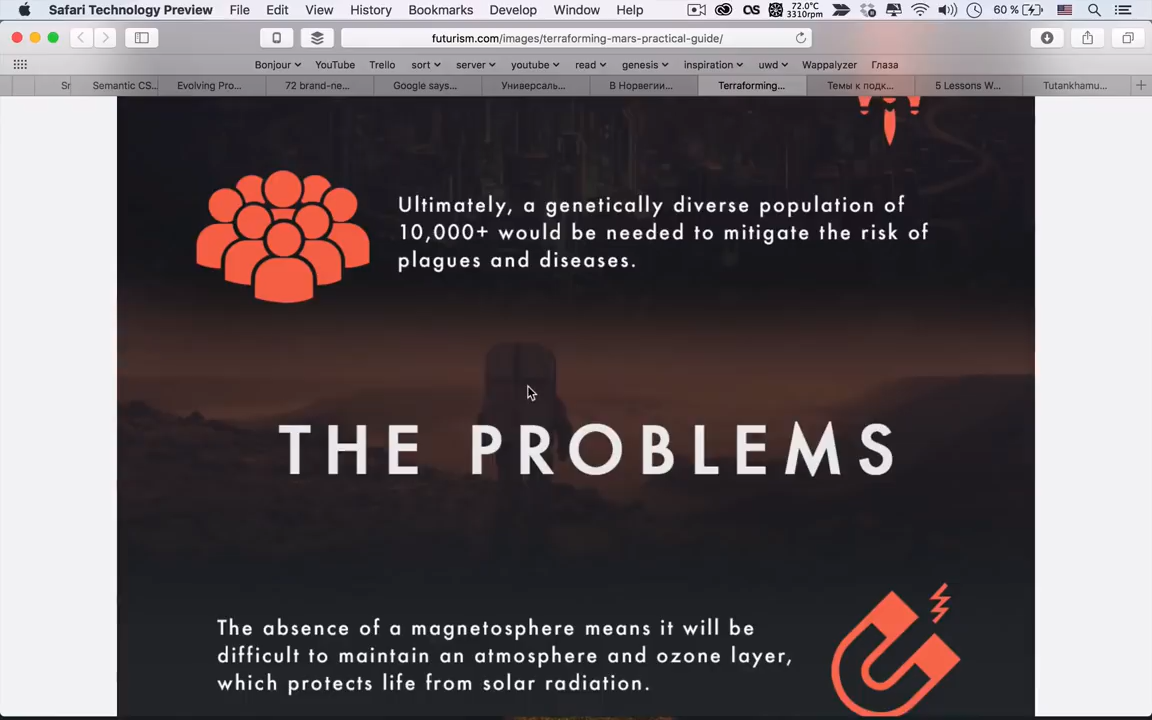 Safari Technology Preview File Edit View History Bookmarks Develop Window Help 72.0°C 3310rpm 60 %
futurism.com/images/terraforming-mars-practical-guide/
Bonjour YouTube Trello sort server youtube read genesis inspiration uwd Wappalyzer Глаза
Sr Semantic CS... Evolving Pro... 72 brand-ne... Google says... Универсаль... В Норвегии... Terraforming... Темы к подк... 5 Lessons W... Tutankhamu...
Ultimately, a genetically diverse population of
10,000+ would be needed to mitigate the risk of
plagues and diseases.
THE PROBLEMS
The absence of a magnetosphere means it will be
difficult to maintain an atmosphere and ozone layer,
which protects life from solar radiation.